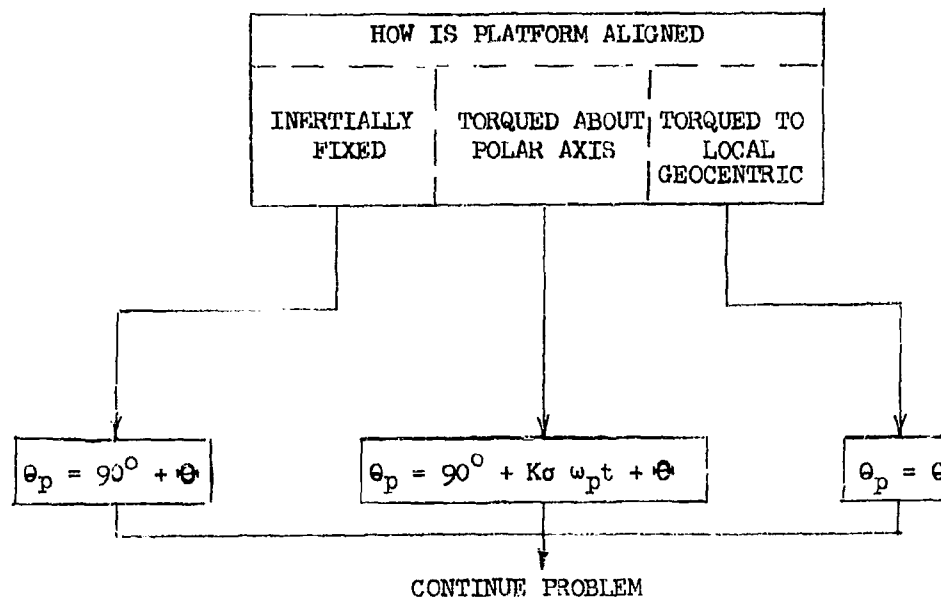 HOW IS PLATFORM ALIGNED
INERTIALLY
FIXED
TORQUED ABOUT
POLAR AXIS
TORQUED TO
LOCAL
GEOCENTRIC
θp = 90° + Θ
θp = 90° + Kσ ωpt + Θ
θp = θ
CONTINUE PROBLEM